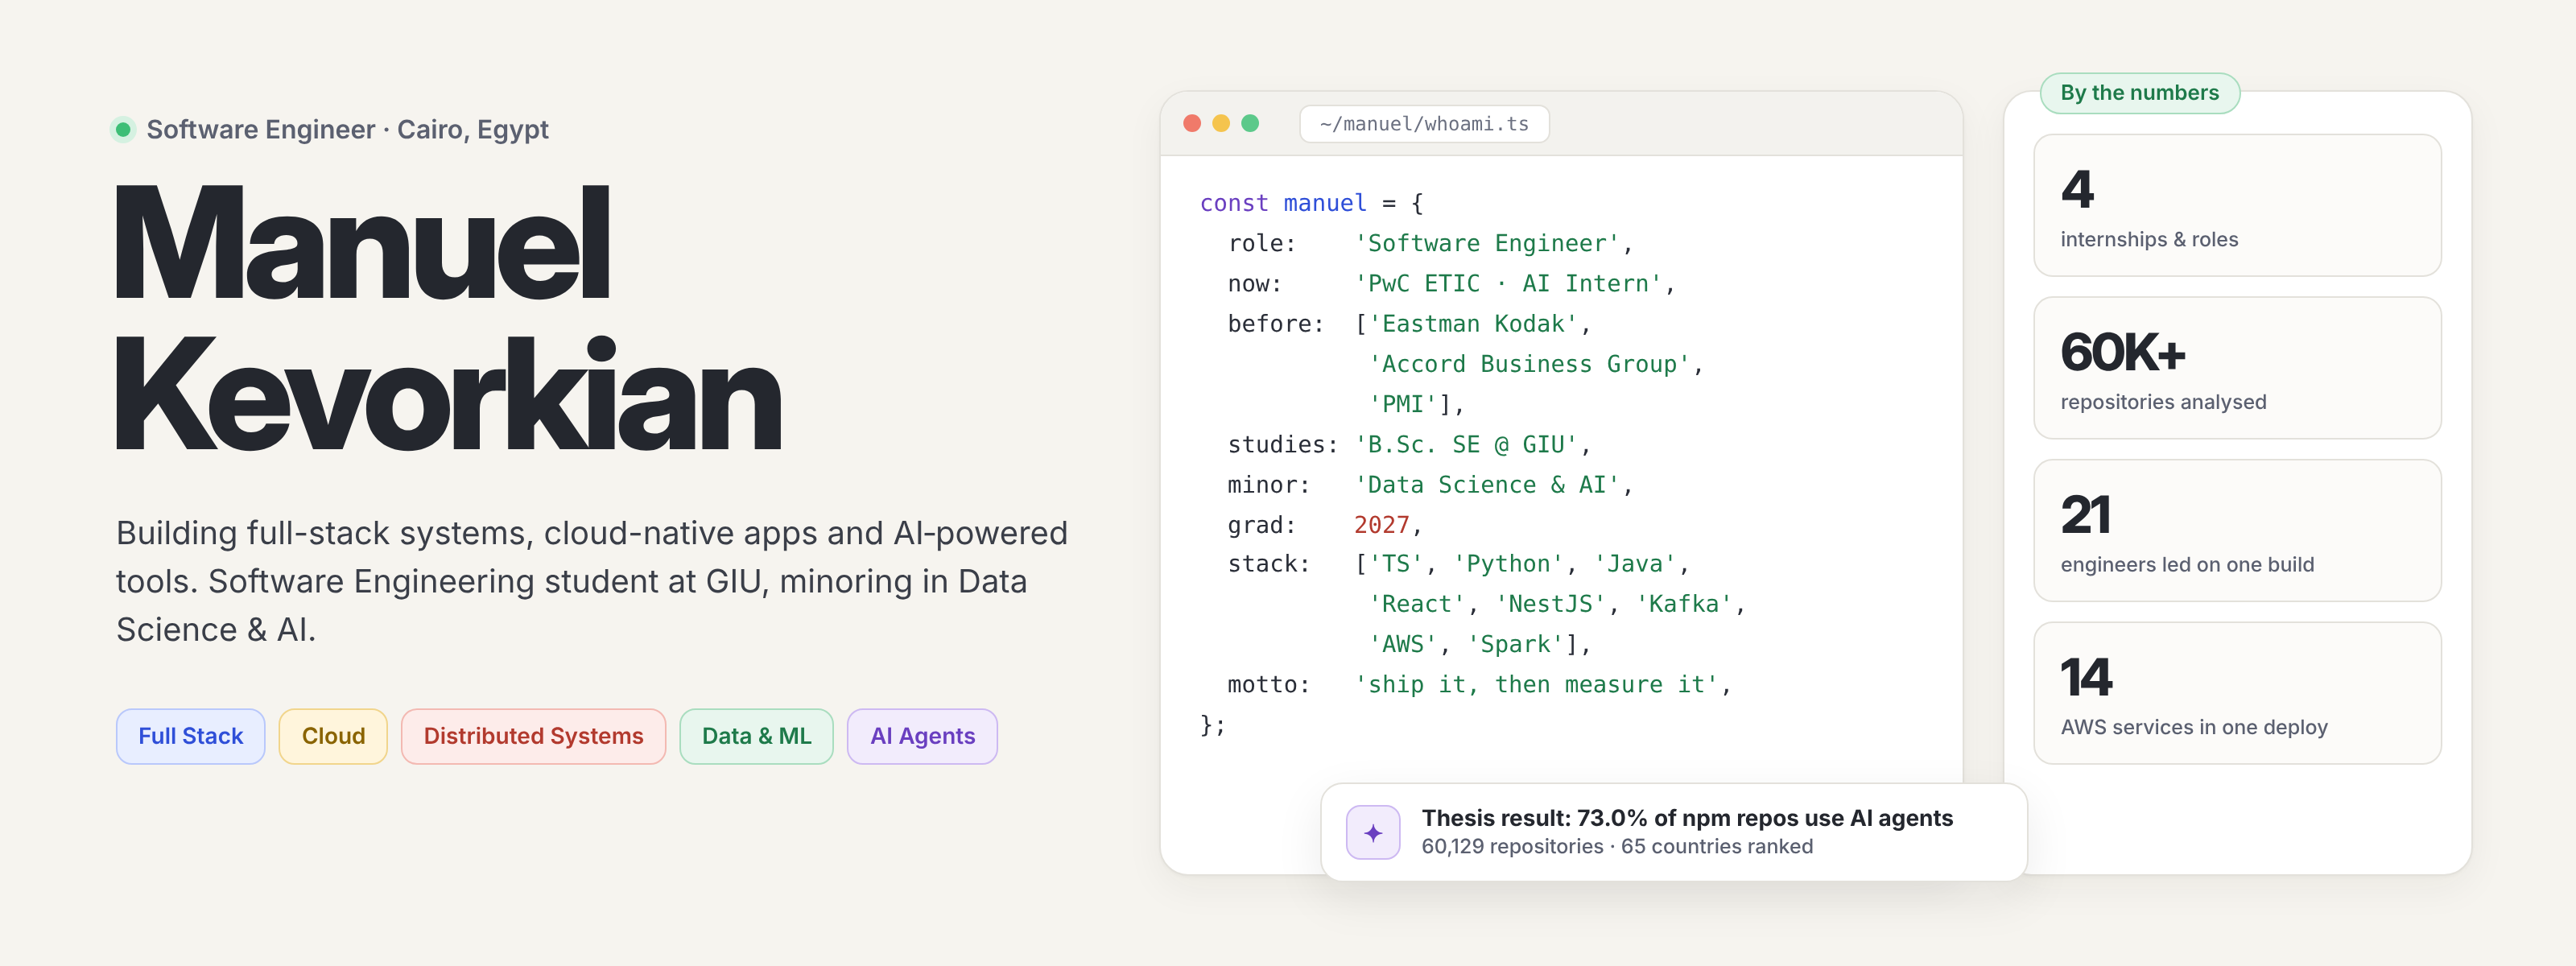 Software Engineer · Cairo, Egypt
Manuel
Kevorkian
Building full-stack systems, cloud-native apps and AI-powered
tools. Software Engineering student at GIU, minoring in Data
Science & AI.
Full Stack
Cloud
Distributed Systems
Data & ML
AI Agents
~/manuel/whoami.ts
const manuel = {
  role:    'Software Engineer',
  now:     'PwC ETIC · AI Intern',
  before:  ['Eastman Kodak',
            'Accord Business Group',
            'PMI'],
  studies: 'B.Sc. SE @ GIU',
  minor:   'Data Science & AI',
  grad:    2027,
  stack:   ['TS', 'Python', 'Java',
            'React', 'NestJS', 'Kafka',
            'AWS', 'Spark'],
  motto:   'ship it, then measure it',
};
Thesis result: 73.0% of npm repos use AI agents
60,129 repositories · 65 countries ranked
By the numbers
4
internships & roles
60K+
repositories analysed
21
engineers led on one build
14
AWS services in one deploy